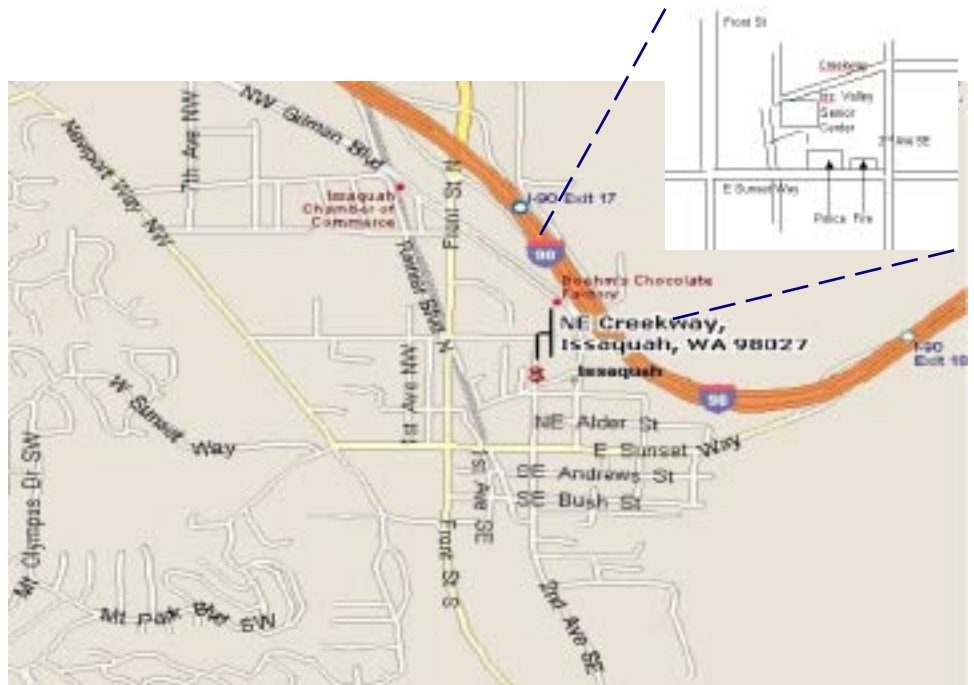 Front St
Creekway
Iss. Valley
Senior
Center
2nd Ave SE
E Sunset Way
Police Fire
NW Gilman Blvd
7th Ave NW
Newport Way NW
Issaquah
Chamber of
Commerce
Front St N
I-90 Exit 17
90
Rainier Blvd N
Boehm's Chocolate
Factory
NE Creekway,
Issaquah, WA 98027
I-90
Exit 18
Issaquah
1st Ave NW
90
W Sunset Way
NE Alder St
E Sunset Way
Mt Olympus Dr SW
1st Ave SE
SE Andrews St
SE Bush St
Front St S
2nd Ave SE
Mt Park Blvd SW